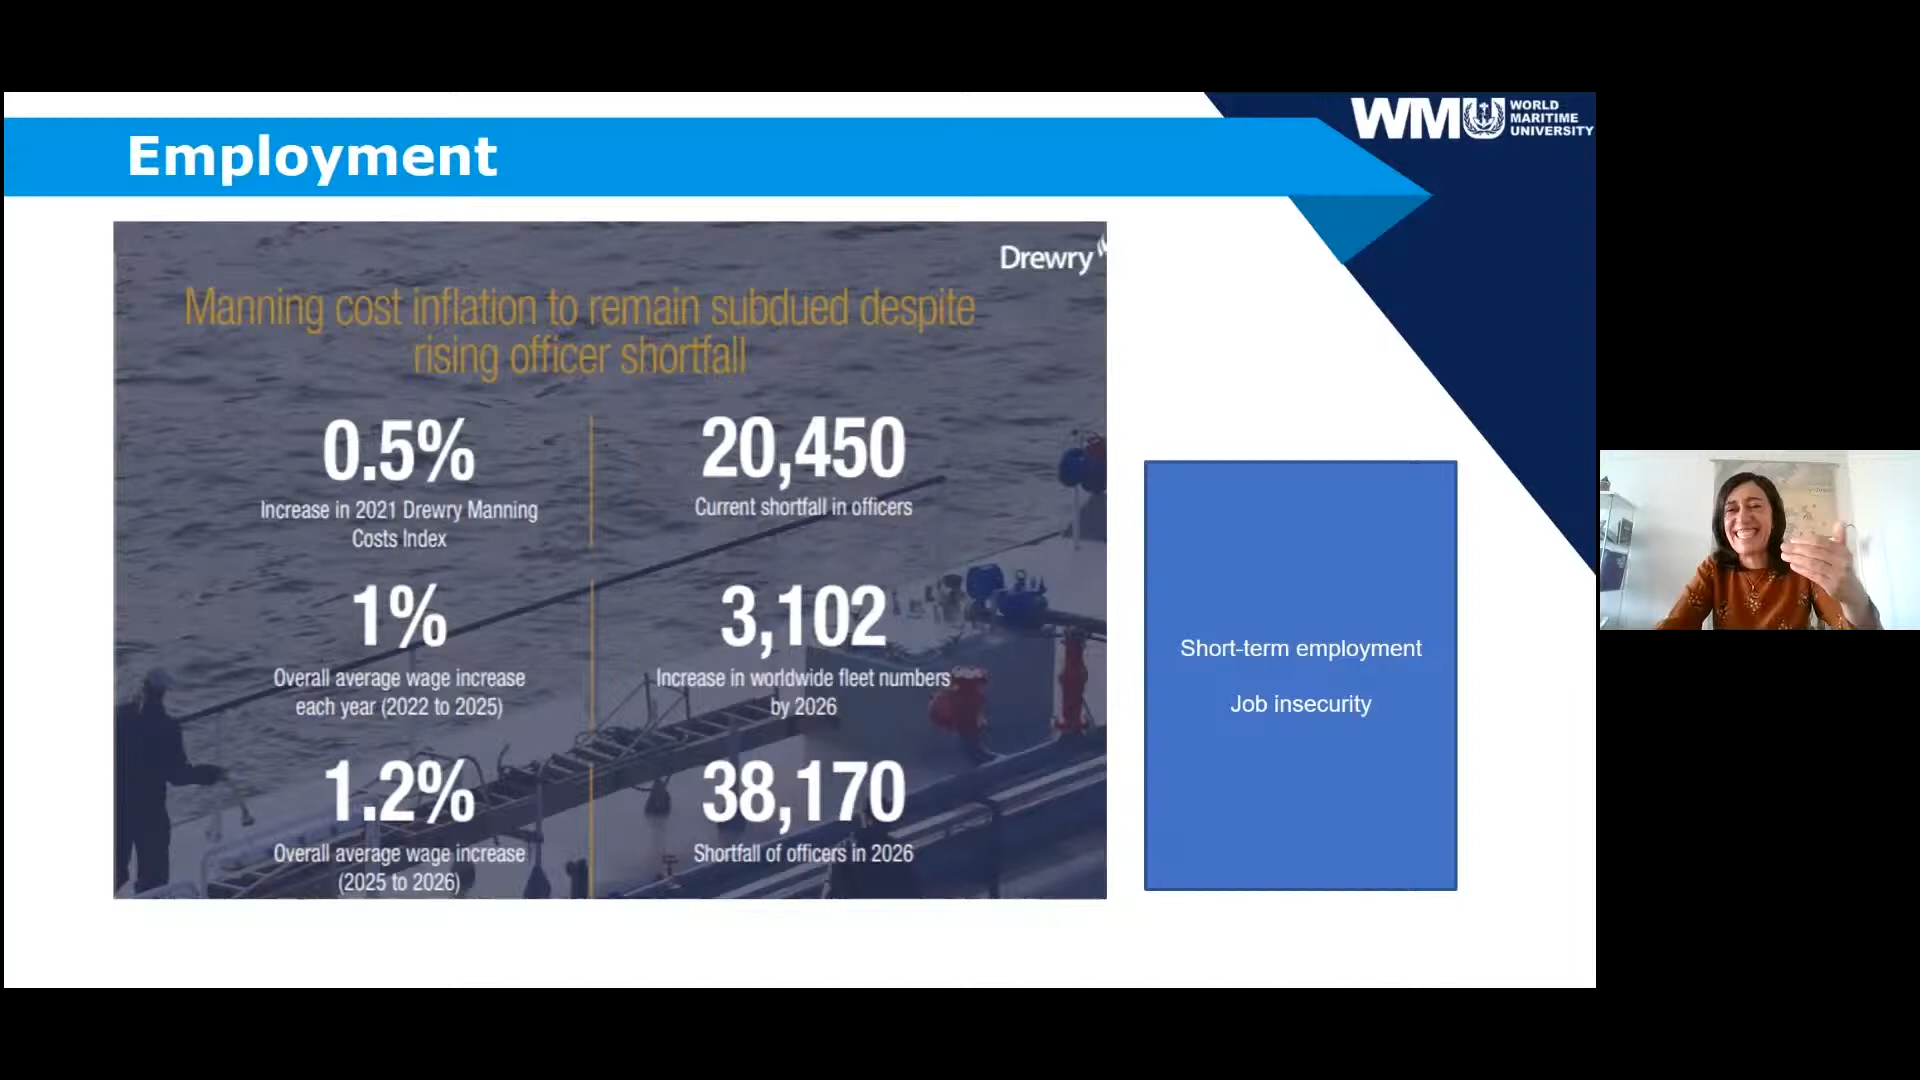 WMU WORLD
MARITIME
UNIVERSITY
Employment
Drewry
Manning cost inflation to remain subdued despite
rising officer shortfall
0.5%
Increase in 2021 Drewry Manning
Costs Index
20,450
Current shortfall in officers
1%
Overall average wage increase
each year (2022 to 2025)
3,102
Increase in worldwide fleet numbers
by 2026
1.2%
Overall average wage increase
(2025 to 2026)
38,170
Shortfall of officers in 2026
Short-term employment
Job insecurity